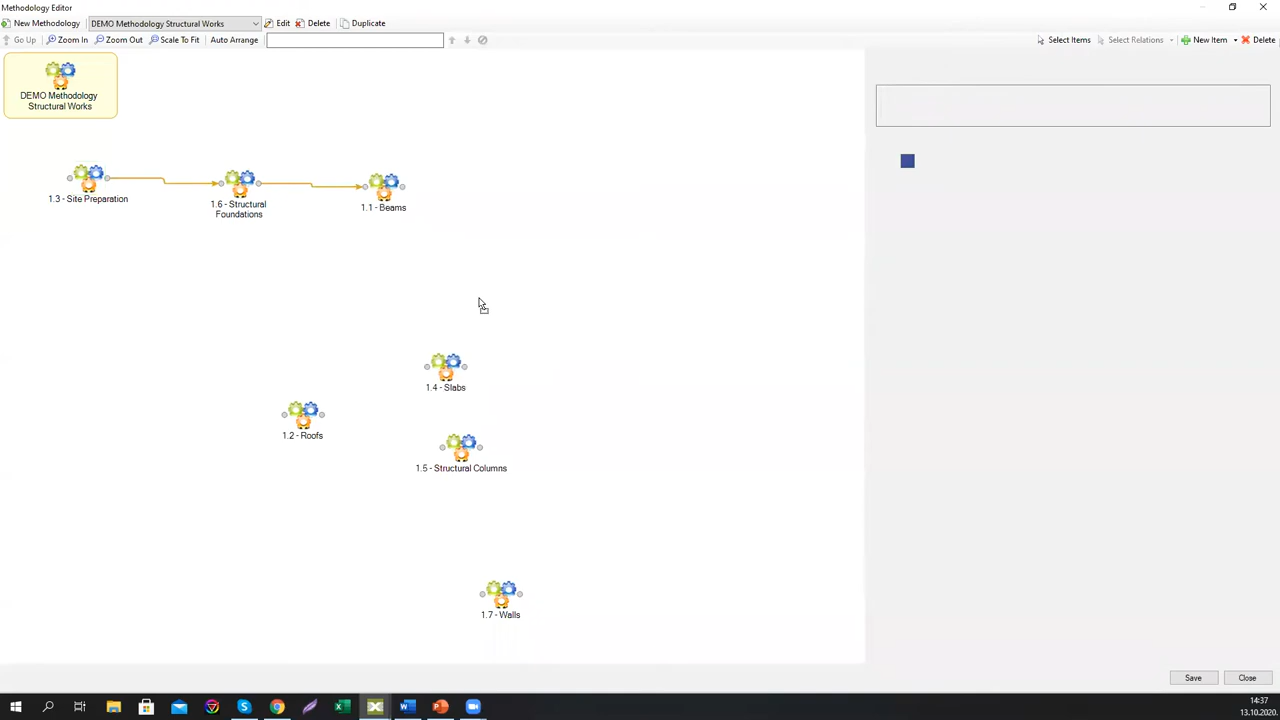 Methodology Editor
New Methodology DEMO Methodology Structural Works Edit Delete Duplicate
Go Up Zoom In Zoom Out Scale To Fit Auto Arrange Select Items Select Relations New Item Delete
DEMO Methodology
Structural Works
1.3 - Site Preparation
1.6 - Structural
Foundations
1.1 - Beams
1.4 - Slabs
1.2 - Roofs
1.5 - Structural Columns
1.7 - Walls
Save Close
14:37
13.10.2020.